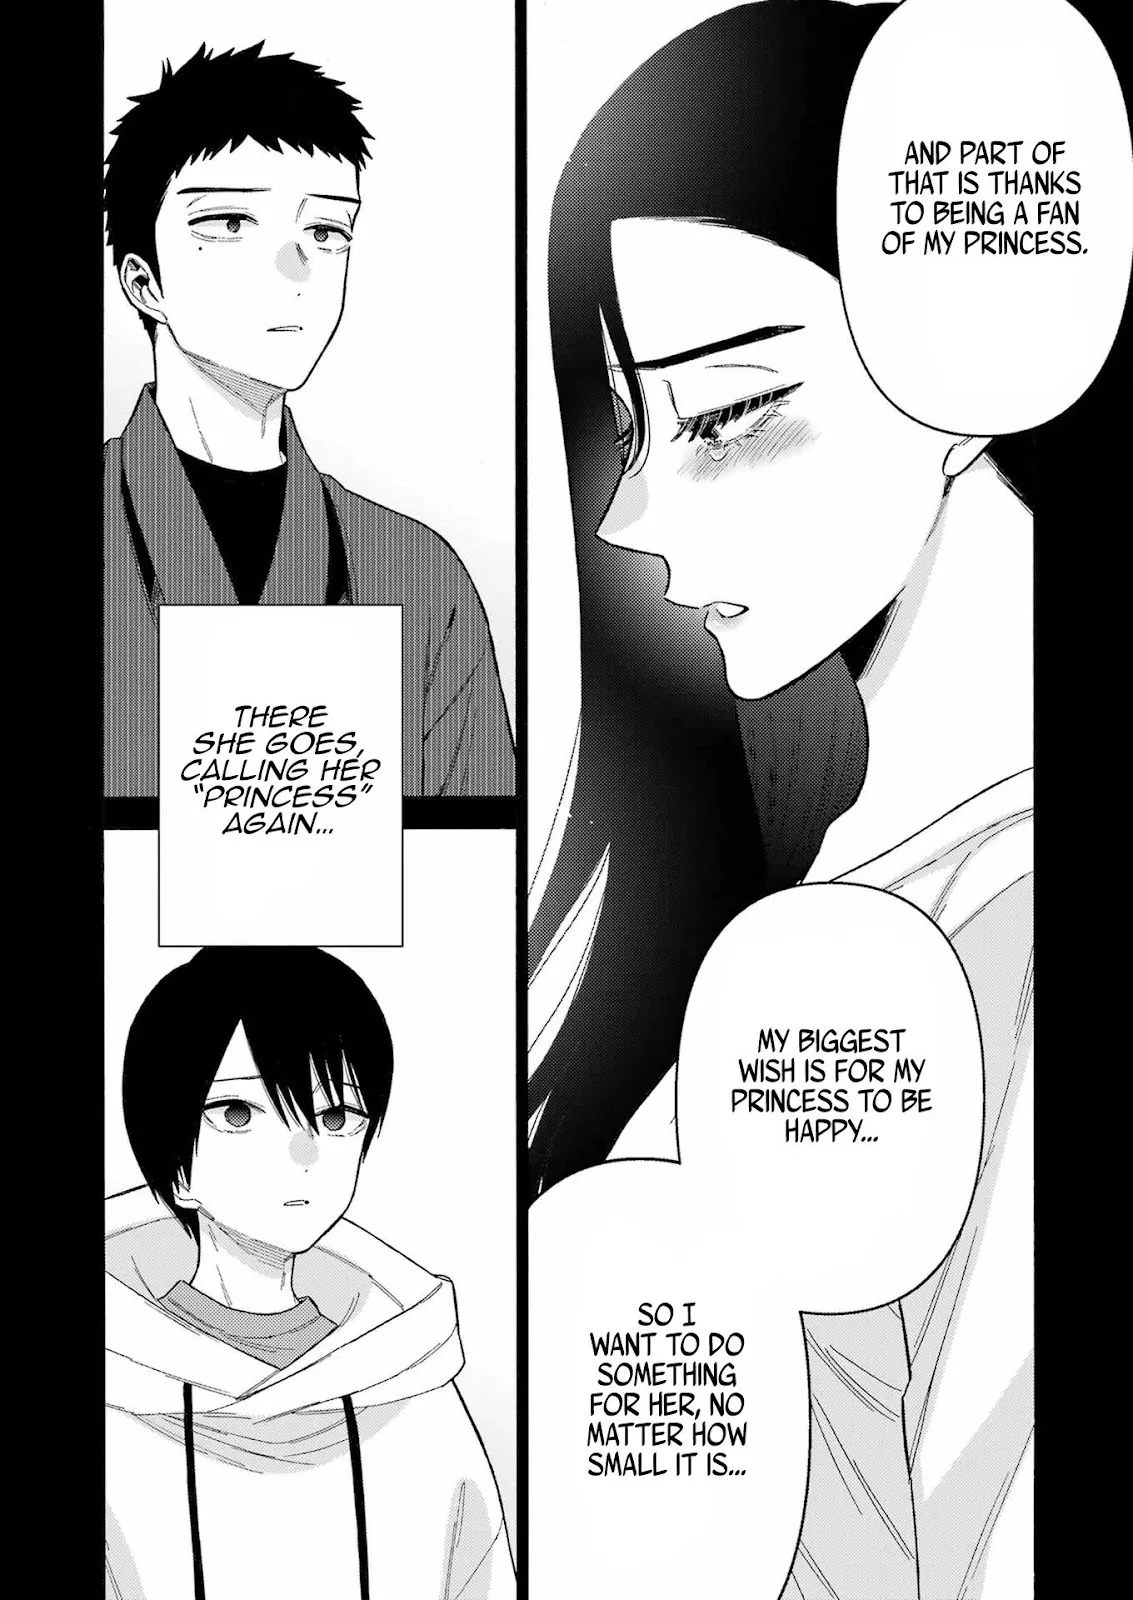 AND PART OF
THAT IS THANKS
TO BEING A FAN
OF MY PRINCESS.
MY BIGGEST
WISH IS FOR MY
PRINCESS TO BE
HAPPY...
SO I
WANT TO DO
SOMETHING
FOR HER, NO
MATTER HOW
SMALL IT IS...
THERE
SHE GOES,
CALLING HER
"PRINCESS"
AGAIN...